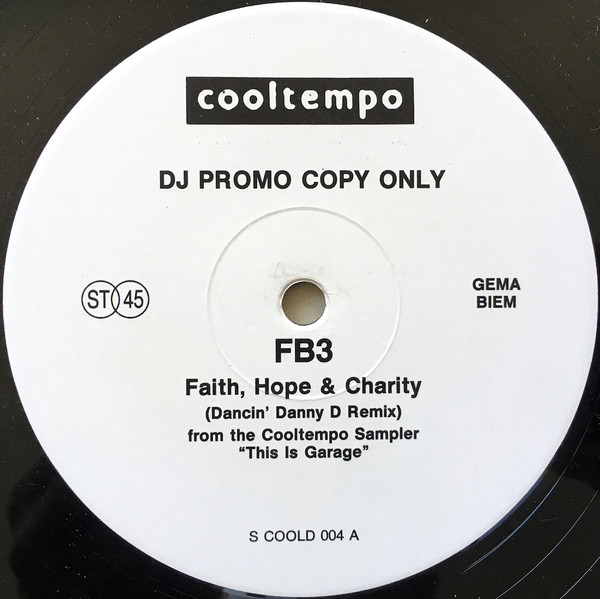 cooltempo
DJ PROMO COPY ONLY
ST 45
GEMA
BIEM
FB3
Faith, Hope & Charity
(Dancin' Danny D Remix)
from the Cooltempo Sampler
“This Is Garage”
S COOLD 004 A